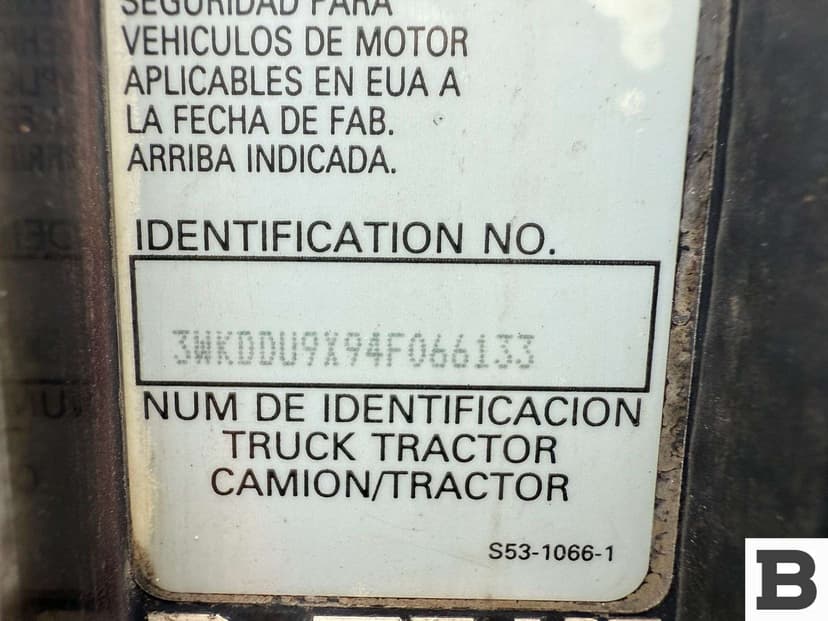 SEGURIDAD PARA
VEHICULOS DE MOTOR
APLICABLES EN EUA A
LA FECHA DE FAB.
ARRIBA INDICADA.
IDENTIFICATION NO.
3WKDDU9X94F066133
NUM DE IDENTIFICACION
TRUCK TRACTOR
CAMION/TRACTOR
S53-1066-1
B